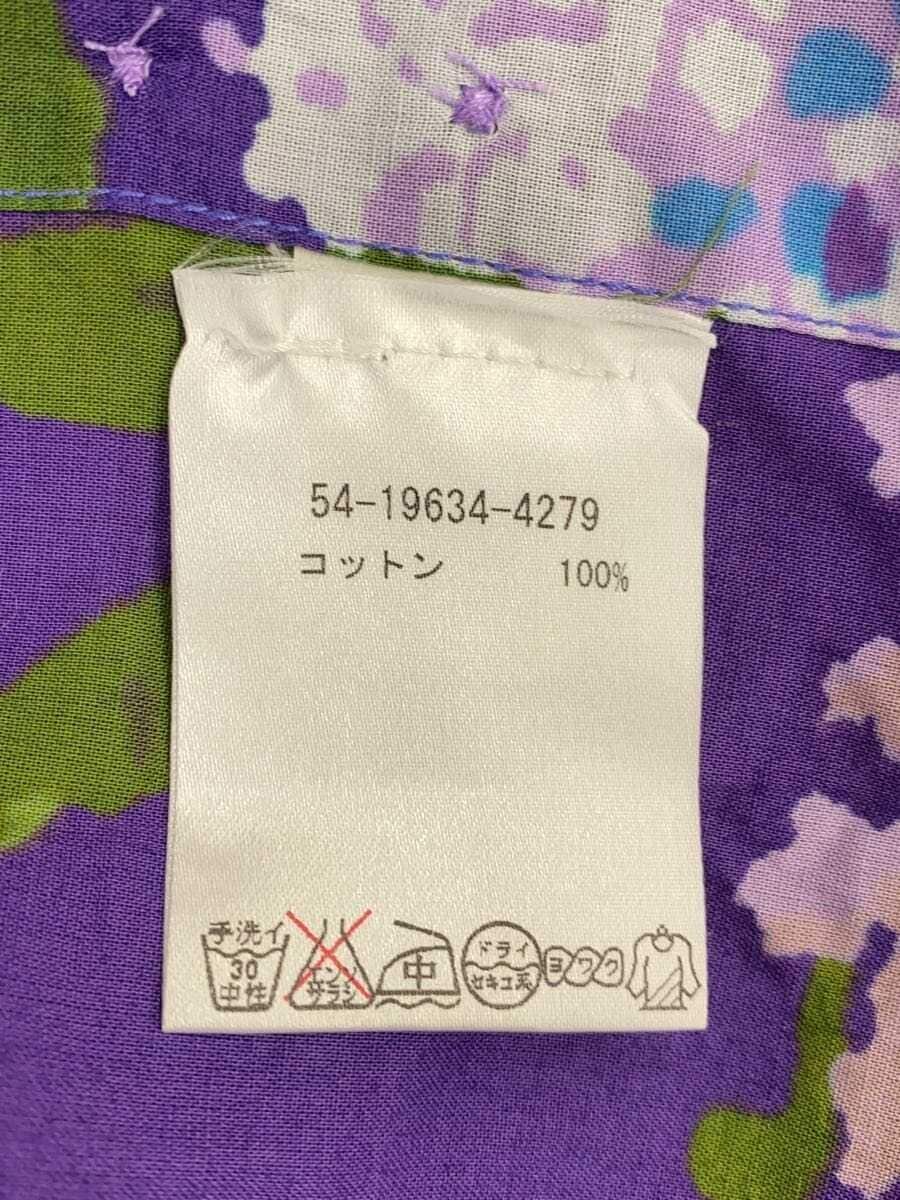 54-19634-4279
コットン 100%
手洗イ
30
中性
エンソ
サラシ
中
ドライ
セキユ系
ヨワク